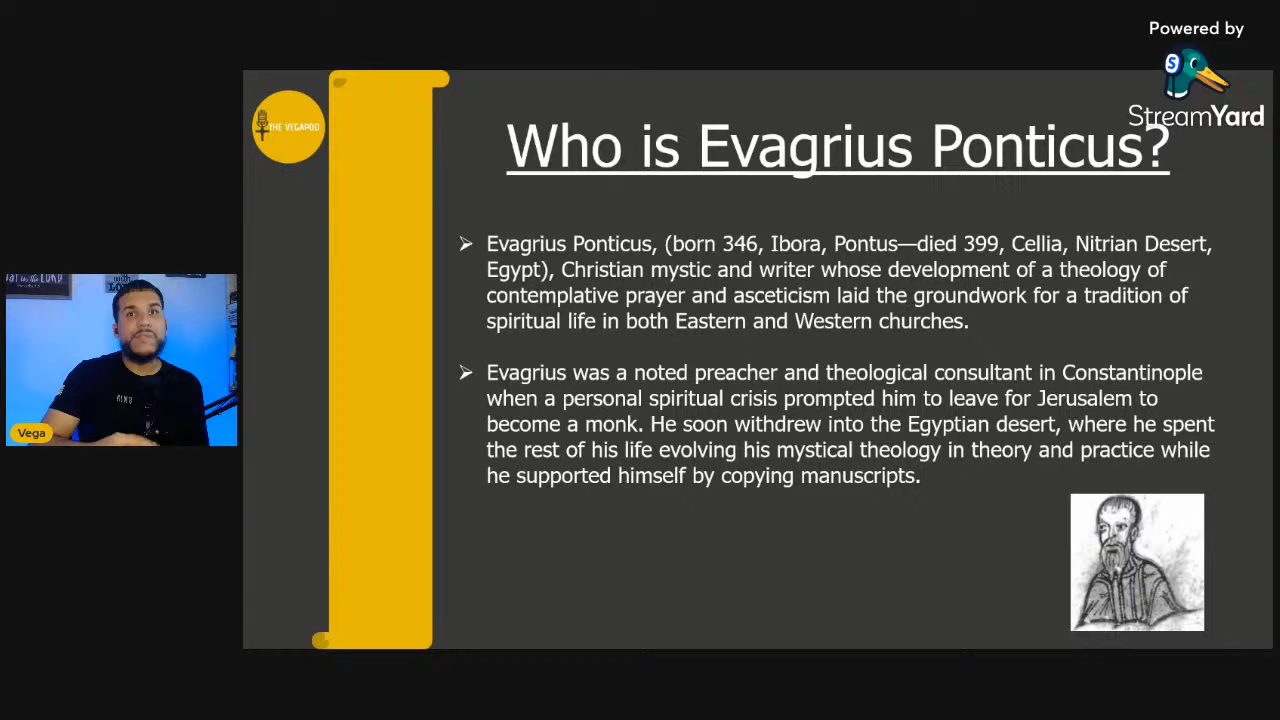 Powered by
StreamYard
THE VEGAPOD
Who is Evagrius Ponticus?
➢ Evagrius Ponticus, (born 346, Ibora, Pontus—died 399, Cellia, Nitrian Desert,
Egypt), Christian mystic and writer whose development of a theology of
contemplative prayer and asceticism laid the groundwork for a tradition of
spiritual life in both Eastern and Western churches.
➢ Evagrius was a noted preacher and theological consultant in Constantinople
when a personal spiritual crisis prompted him to leave for Jerusalem to
become a monk. He soon withdrew into the Egyptian desert, where he spent
the rest of his life evolving his mystical theology in theory and practice while
he supported himself by copying manuscripts.
Vega